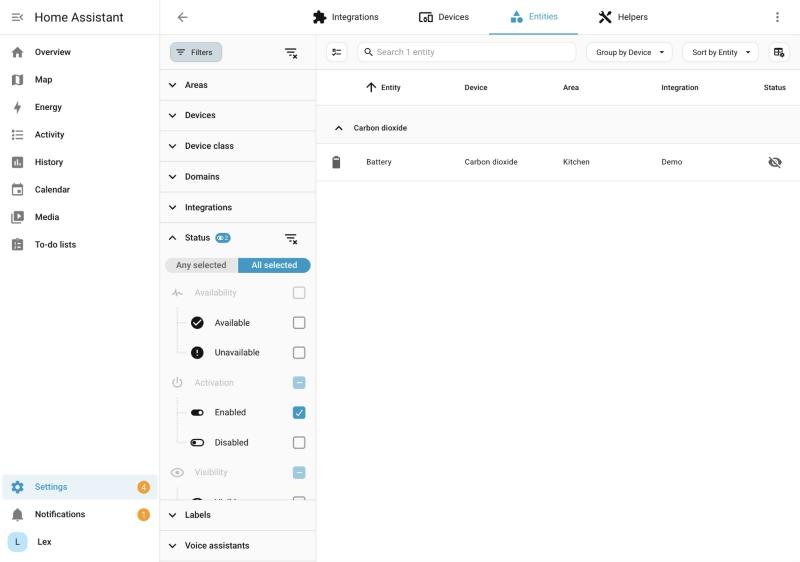 Home Assistant
Overview
Map
Energy
Activity
History
Calendar
Media
To-do lists
Settings
4
Notifications
1
L
Lex
Integrations
Devices
Entities
Helpers
Filters
Areas
Devices
Device class
Domains
Integrations
Status
2
Any selected
All selected
Availability
Available
Unavailable
Activation
Enabled
Disabled
Visibility
Labels
Voice assistants
Search 1 entity
Group by Device
Sort by Entity
Entity Device Area Integration Status
Carbon dioxide
Battery Carbon dioxide Kitchen Demo